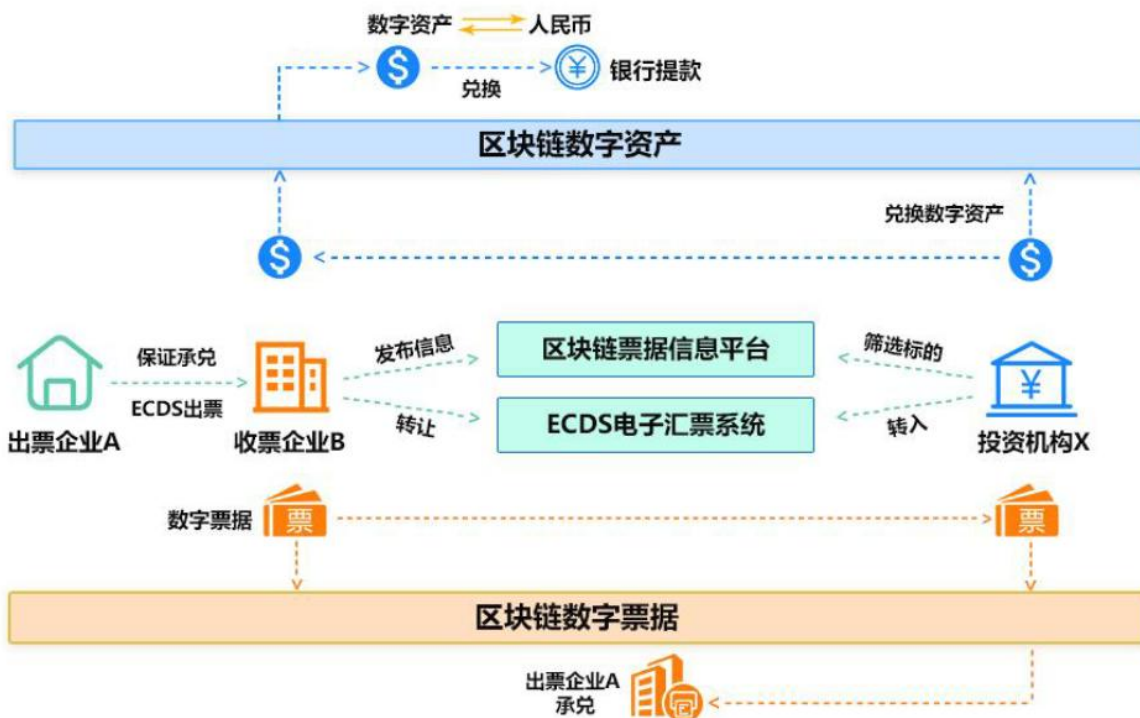 数字资产 人民币
$ ¥ 银行提款
兑换
区块链数字资产
兑换数字资产
$ $
保证承兑
ECDS出票
出票企业A
收票企业B
发布信息
转让
区块链票据信息平台
ECDS电子汇票系统
筛选标的
转入
¥
投资机构X
数字票据 票 票
区块链数字票据
出票企业A
承兑